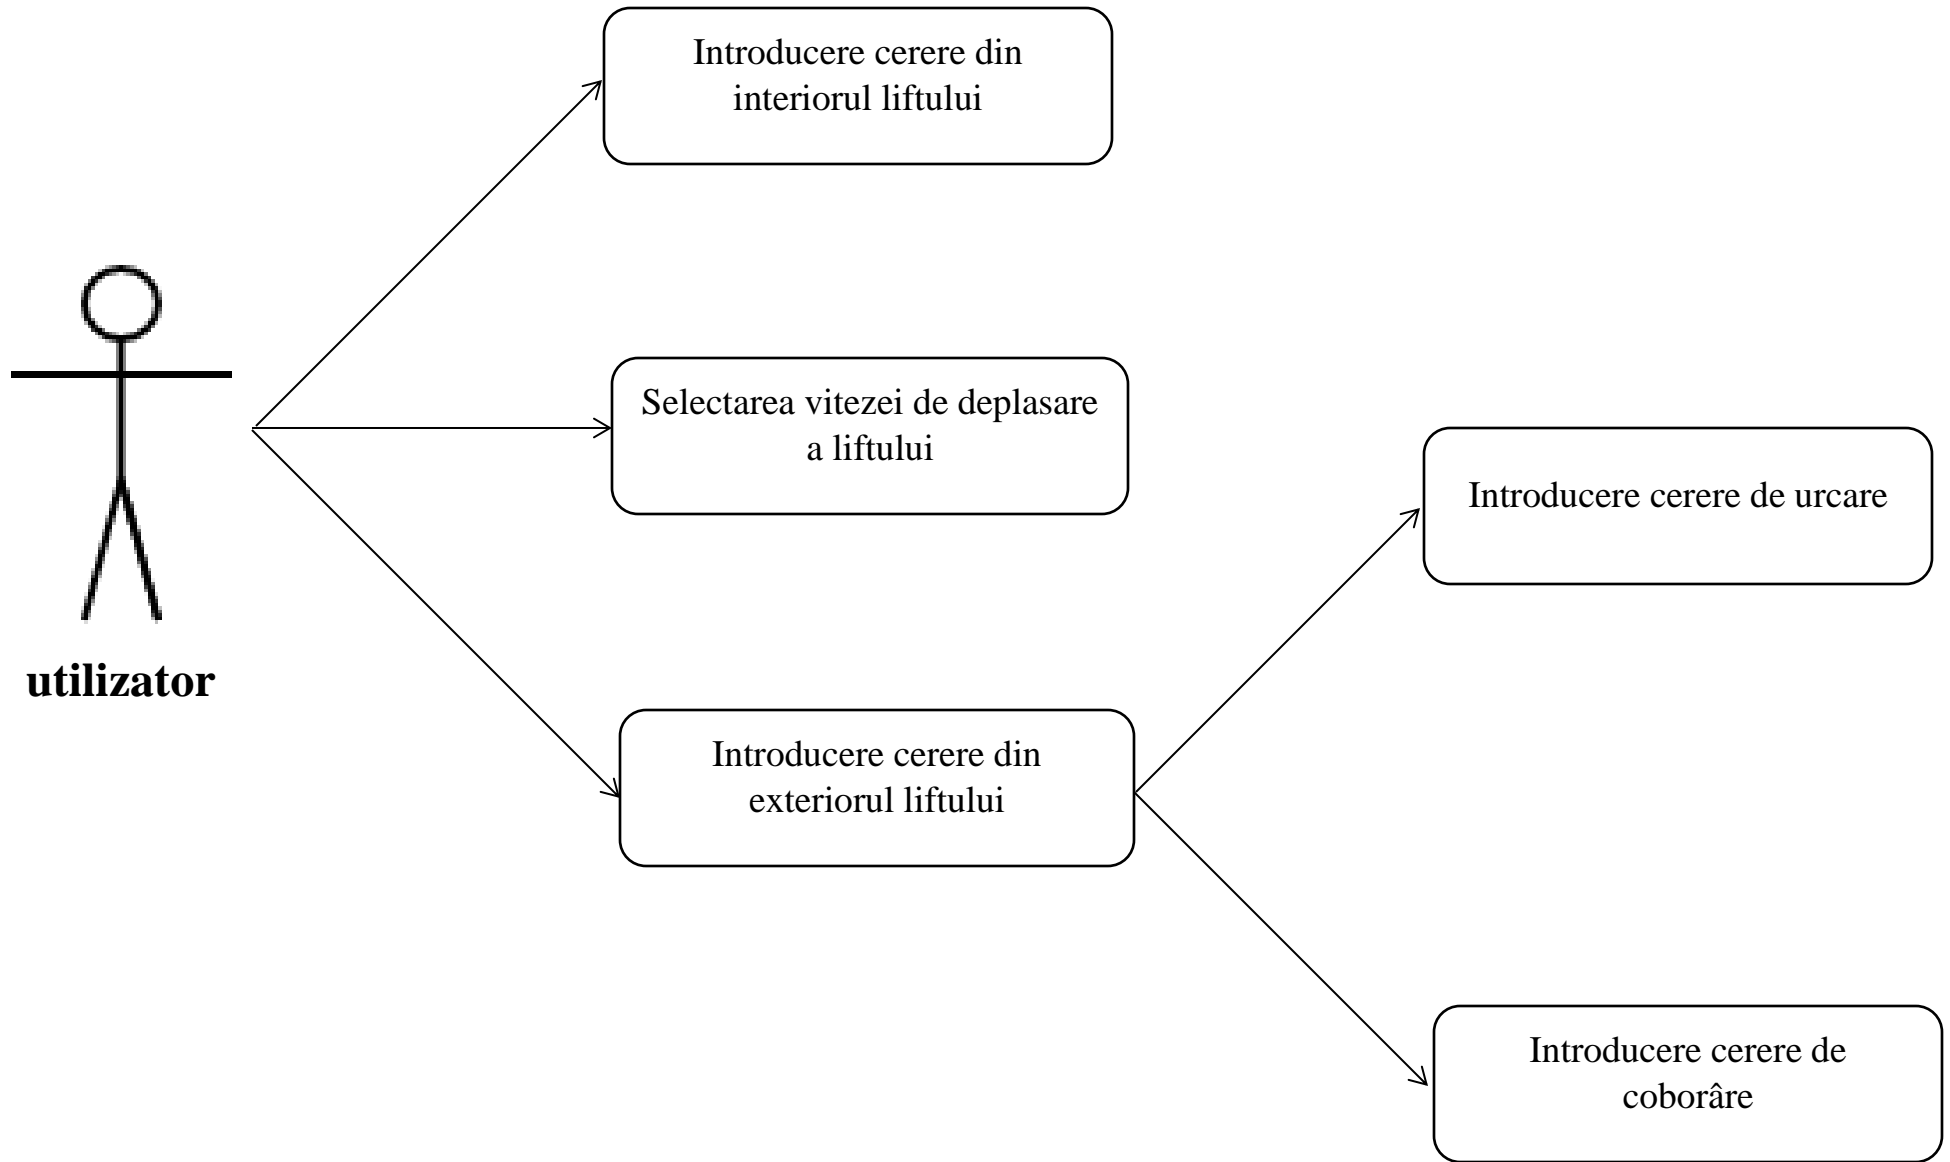 Introducere cerere din
interiorul liftului
Selectarea vitezei de deplasare
a liftului
Introducere cerere de urcare
utilizator
Introducere cerere din
exteriorul liftului
Introducere cerere de
coborâre